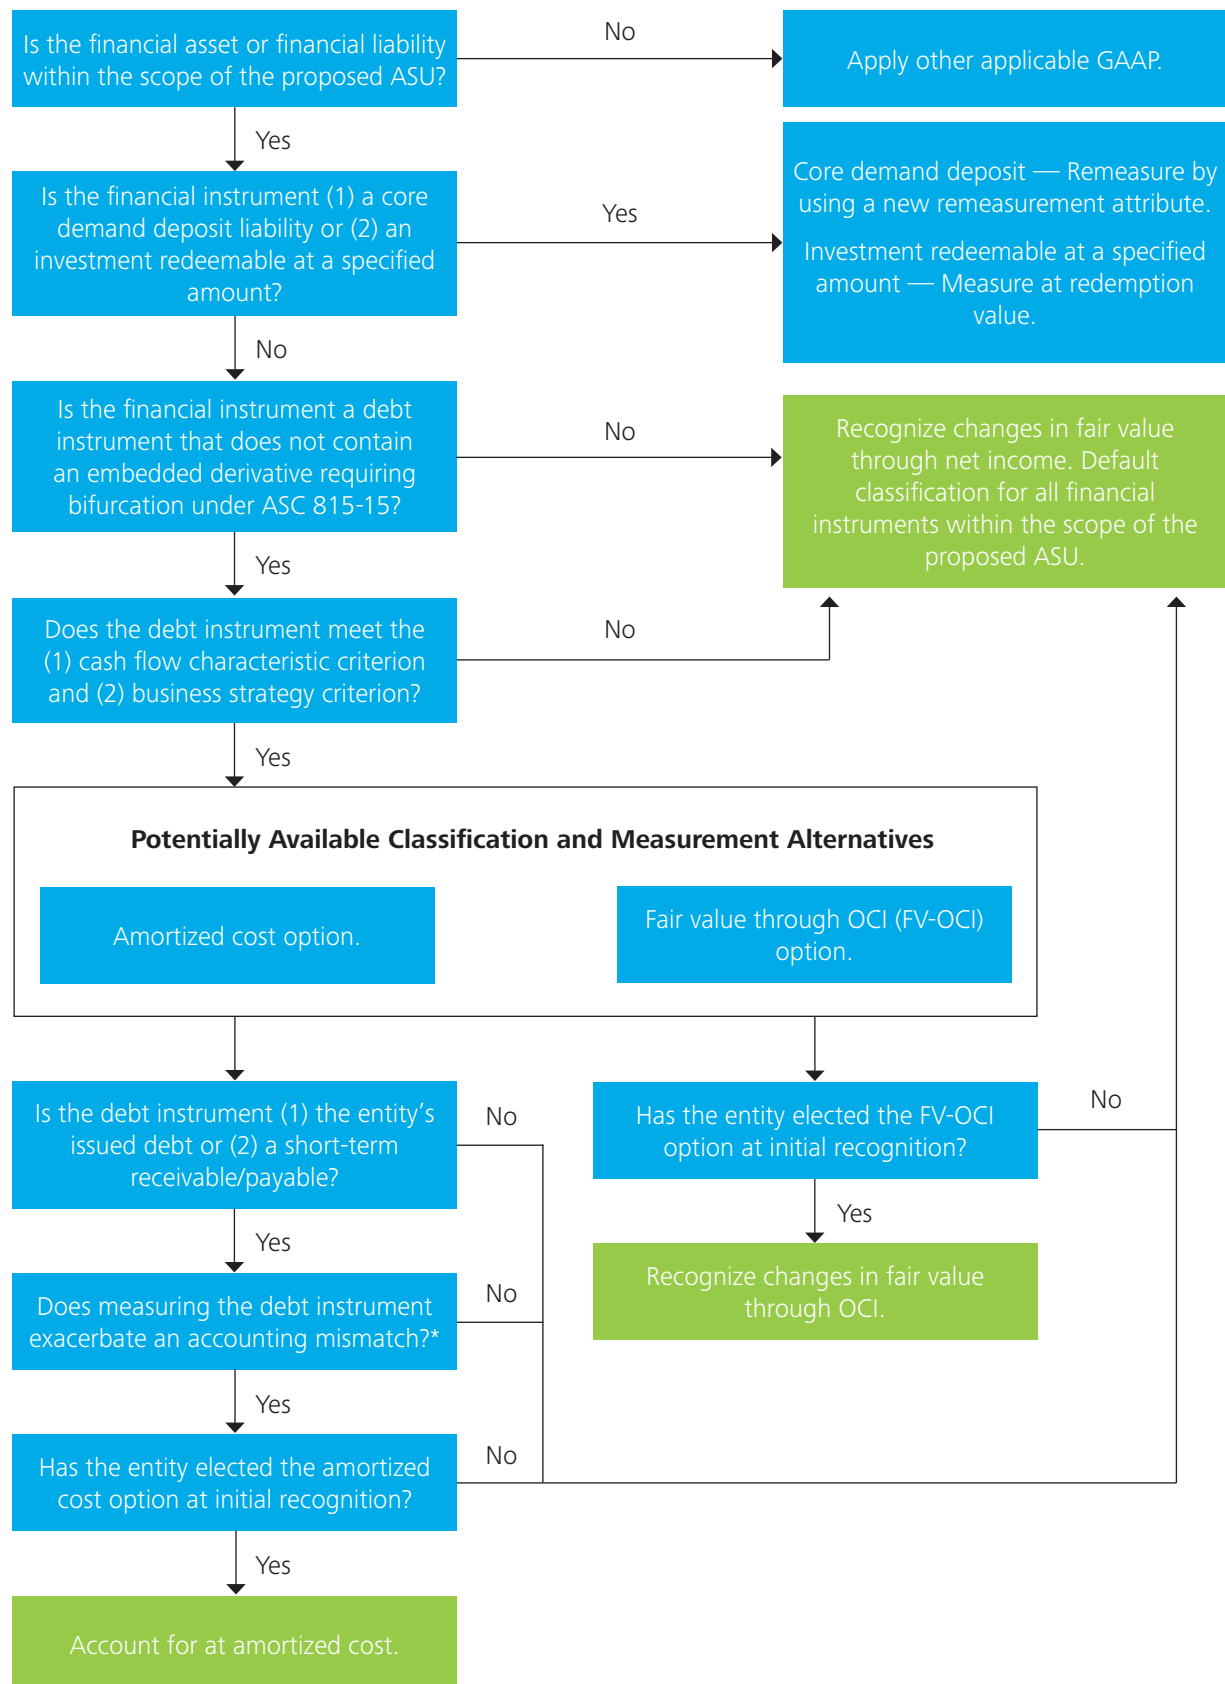 Is the financial asset or financial liability
within the scope of the proposed ASU?
No
Apply other applicable GAAP.
Yes
Is the financial instrument (1) a core
demand deposit liability or (2) an
investment redeemable at a specified
amount?
Yes
Core demand deposit — Remeasure by
using a new remeasurement attribute.
Investment redeemable at a specified
amount — Measure at redemption
value.
No
Is the financial instrument a debt
instrument that does not contain
an embedded derivative requiring
bifurcation under ASC 815-15?
No
Recognize changes in fair value
through net income. Default
classification for all financial
instruments within the scope of the
proposed ASU.
Yes
Does the debt instrument meet the
(1) cash flow characteristic criterion
and (2) business strategy criterion?
No
Yes
Potentially Available Classification and Measurement Alternatives
Amortized cost option.
Fair value through OCI (FV-OCI)
option.
Is the debt instrument (1) the entity’s
issued debt or (2) a short-term
receivable/payable?
No
Has the entity elected the FV-OCI
option at initial recognition?
No
Yes
Yes
Does measuring the debt instrument
exacerbate an accounting mismatch?*
No
Recognize changes in fair value
through OCI.
Yes
Has the entity elected the amortized
cost option at initial recognition?
No
Yes
Account for at amortized cost.